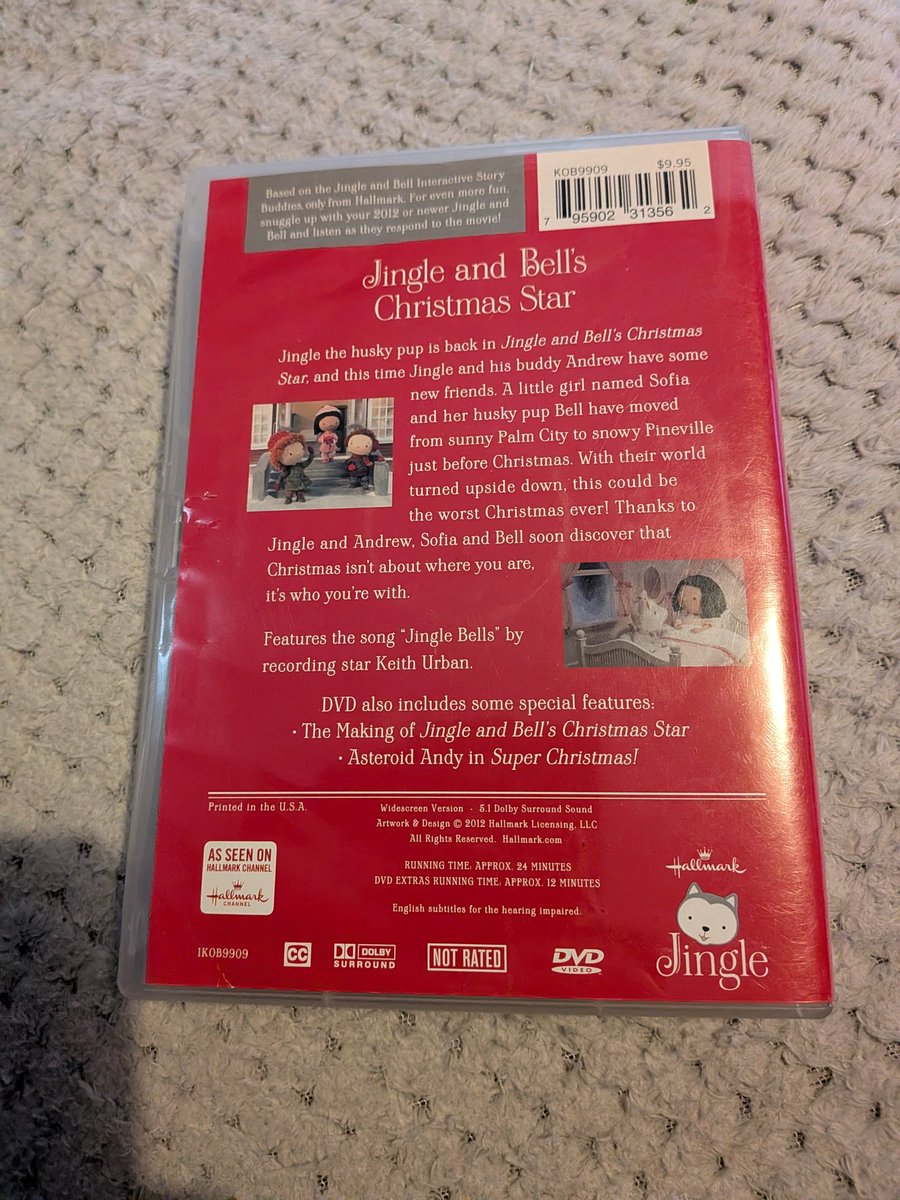 Based on the Jingle and Bell Interactive Story
Buddies, only from Hallmark. For even more fun,
snuggle up with your 2012 or newer Jingle and
Bell and listen as they respond to the movie!
KOB9909 $9.95
7 95902 31356 2
Jingle and Bell's
Christmas Star
Jingle the husky pup is back in Jingle and Bell's Christmas
Star, and this time Jingle and his buddy Andrew have some
new friends. A little girl named Sofia
and her husky pup Bell have moved
from sunny Palm City to snowy Pineville
just before Christmas. With their world
turned upside down, this could be
the worst Christmas ever! Thanks to
Jingle and Andrew, Sofia and Bell soon discover that
Christmas isn't about where you are,
it's who you're with.
Features the song "Jingle Bells" by
recording star Keith Urban.
DVD also includes some special features:
• The Making of Jingle and Bell's Christmas Star
• Asteroid Andy in Super Christmas!
Printed in the U.S.A.
Widescreen Version - 5.1 Dolby Surround Sound
Artwork & Design © 2012 Hallmark Licensing, LLC
All Rights Reserved. Hallmark.com
RUNNING TIME: APPROX. 24 MINUTES
DVD EXTRAS RUNNING TIME: APPROX. 12 MINUTES
English subtitles for the hearing impaired.
AS SEEN ON
HALLMARK CHANNEL
Hallmark
CHANNEL
Hallmark
Jingle™
IKOB9909
CC
DOLBY
SURROUND
NOT RATED
DVD
VIDEO